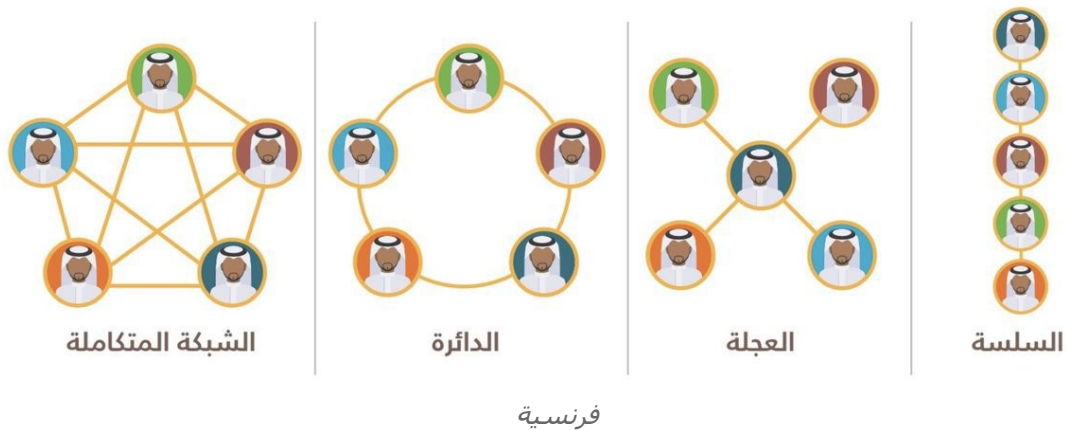 السلسة
العجلة
الدائرة
الشبكة المتكاملة
فرنسية